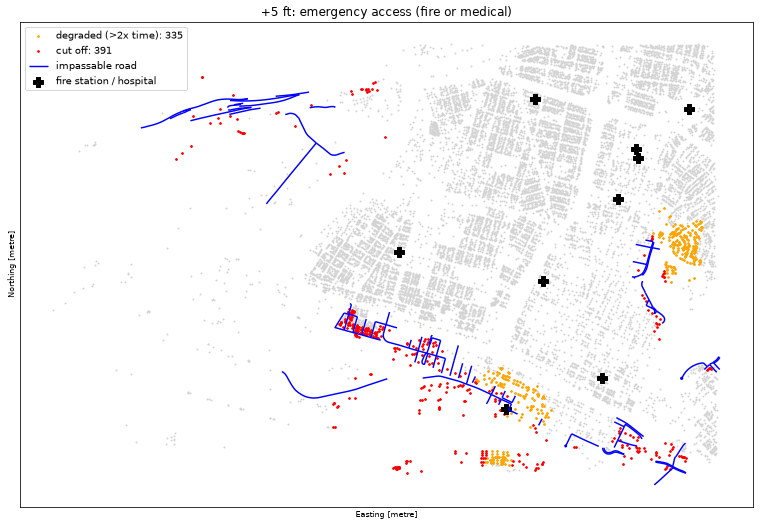 +5 ft: emergency access (fire or medical)
degraded (>2x time): 335
cut off: 391
impassable road
fire station / hospital
Northing [metre]
Easting [metre]